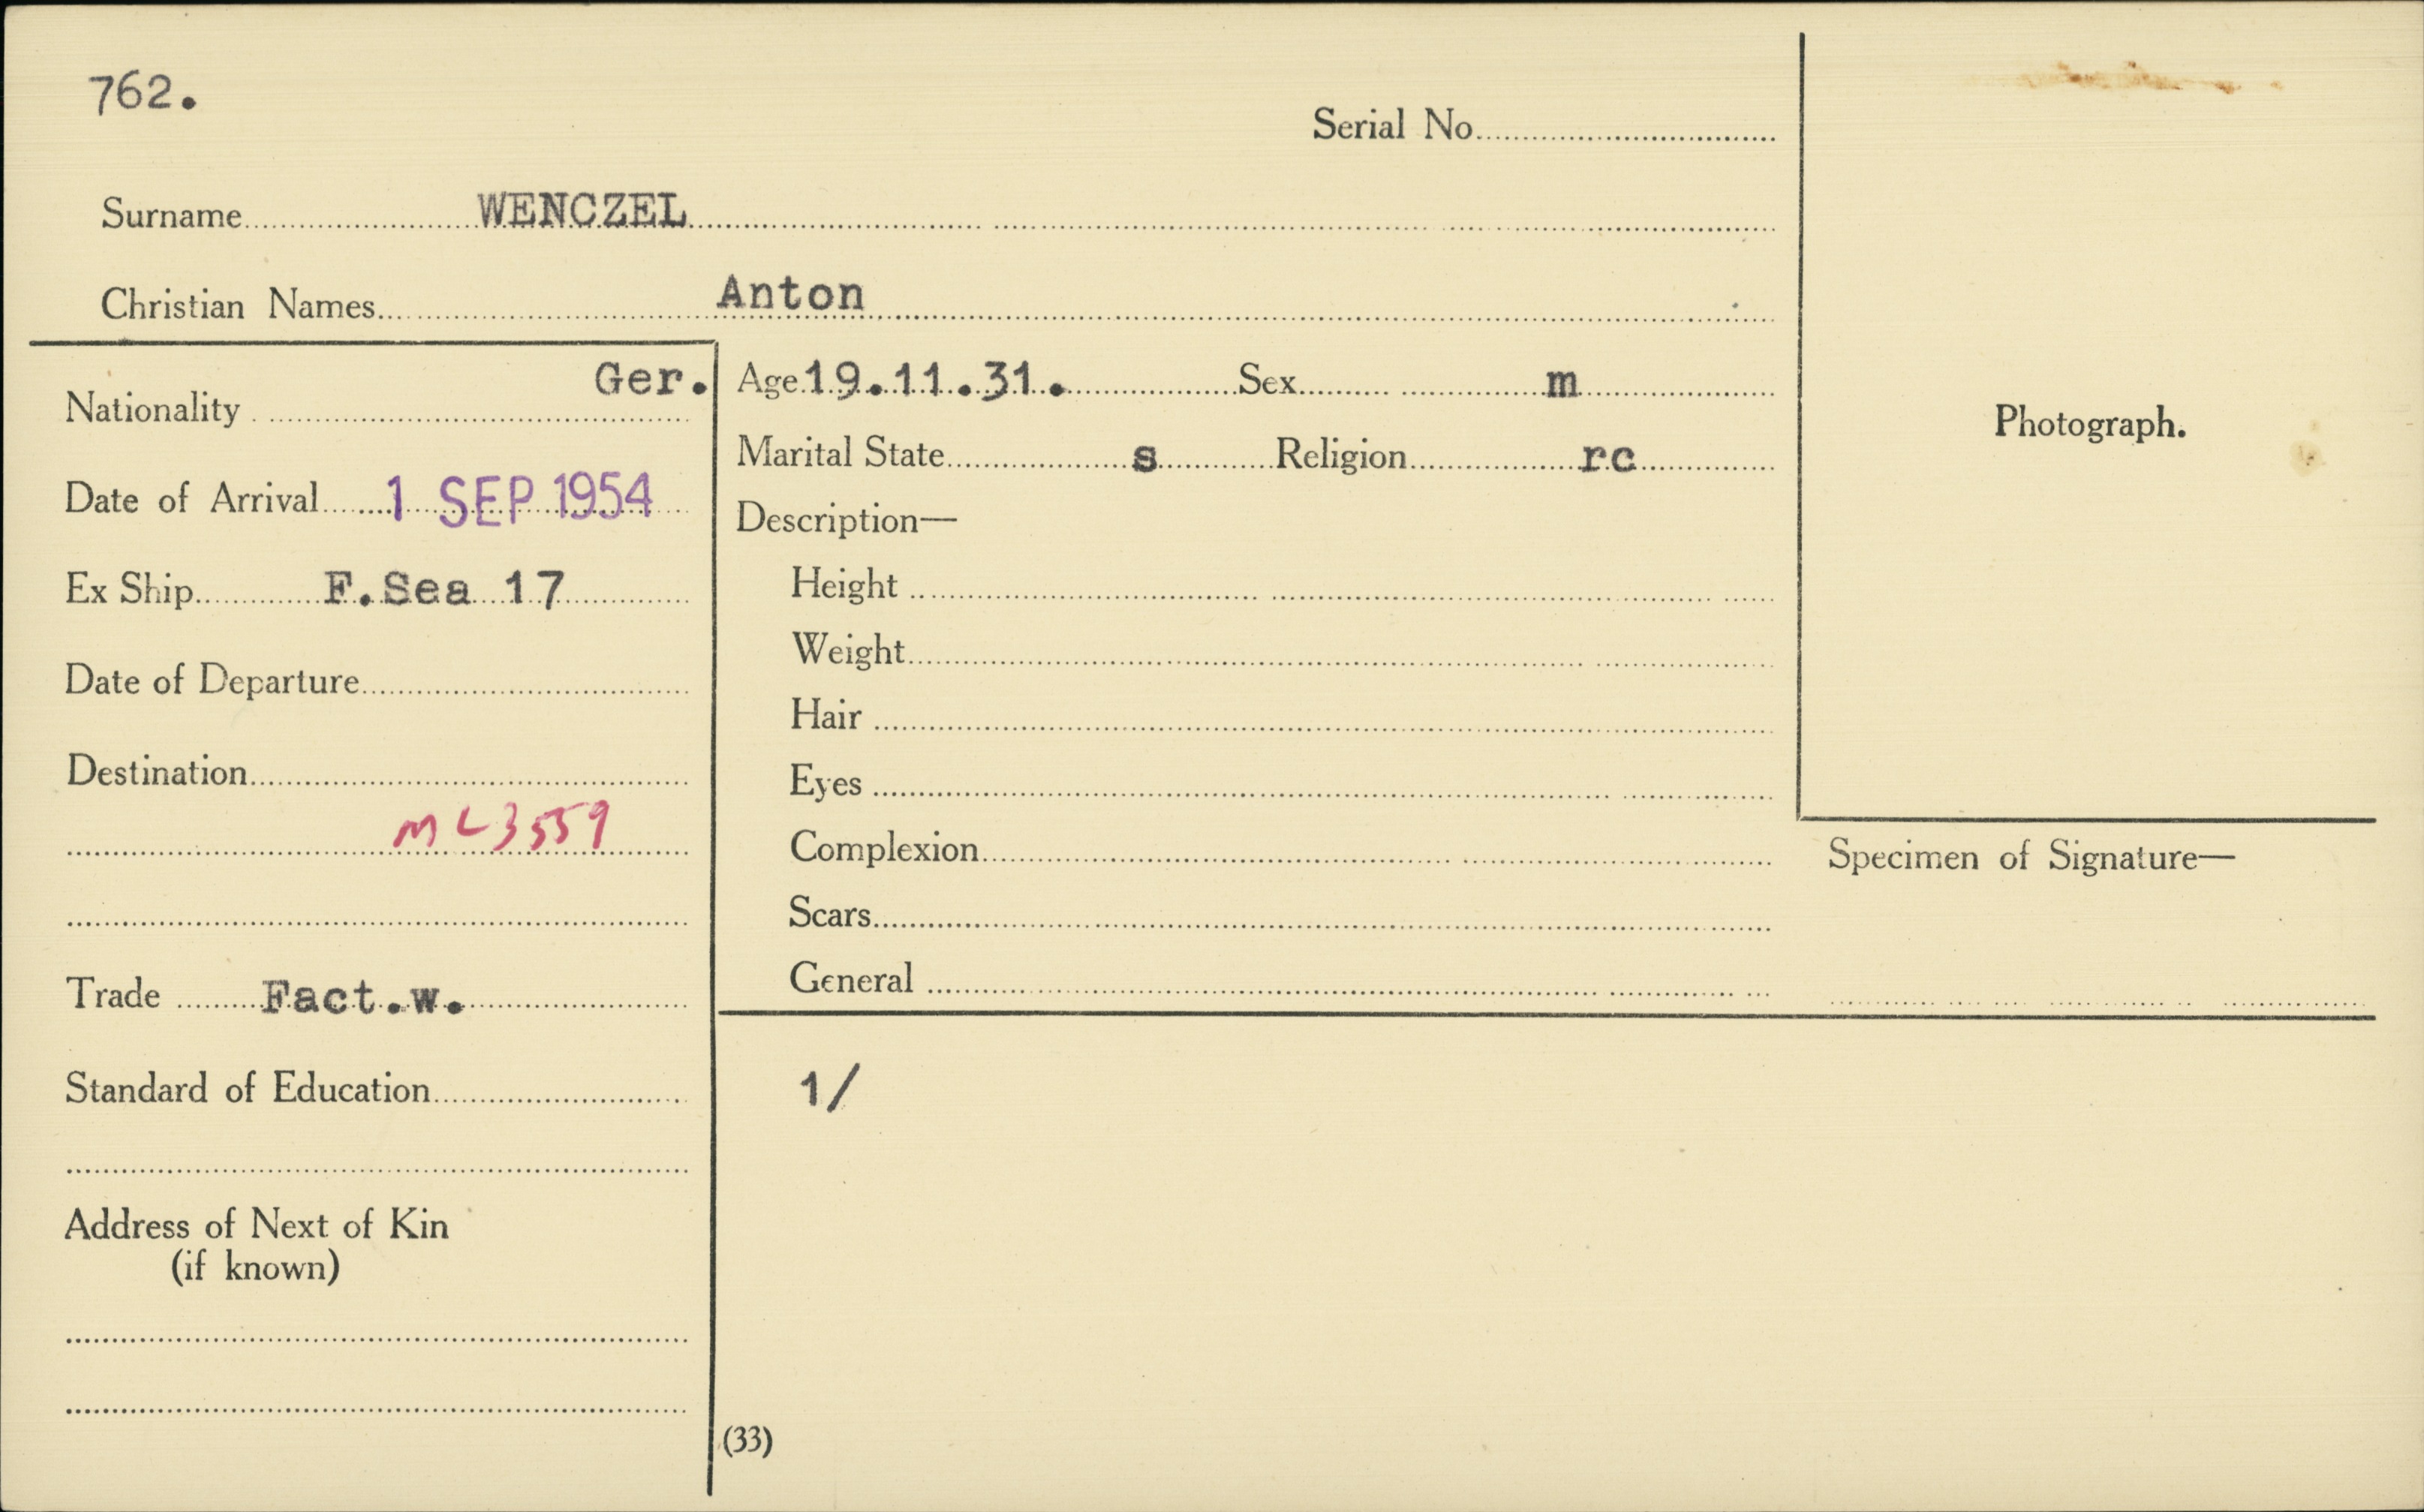 762.
Serial No.
Surname WENCZEL
Christian Names Anton
Nationality Ger.
Date of Arrival 1 SEP 1954
Ex Ship F.Sea 17
Date of Departure
Destination
ML3559
Trade Fact.w.
Standard of Education
Address of Next of Kin
(if known)
Age 19.11.31. Sex m
Marital State s Religion rc
Description—
Height
Weight
Hair
Eyes
Complexion
Scars
General
1/
(33)
Photograph.
Specimen of Signature—